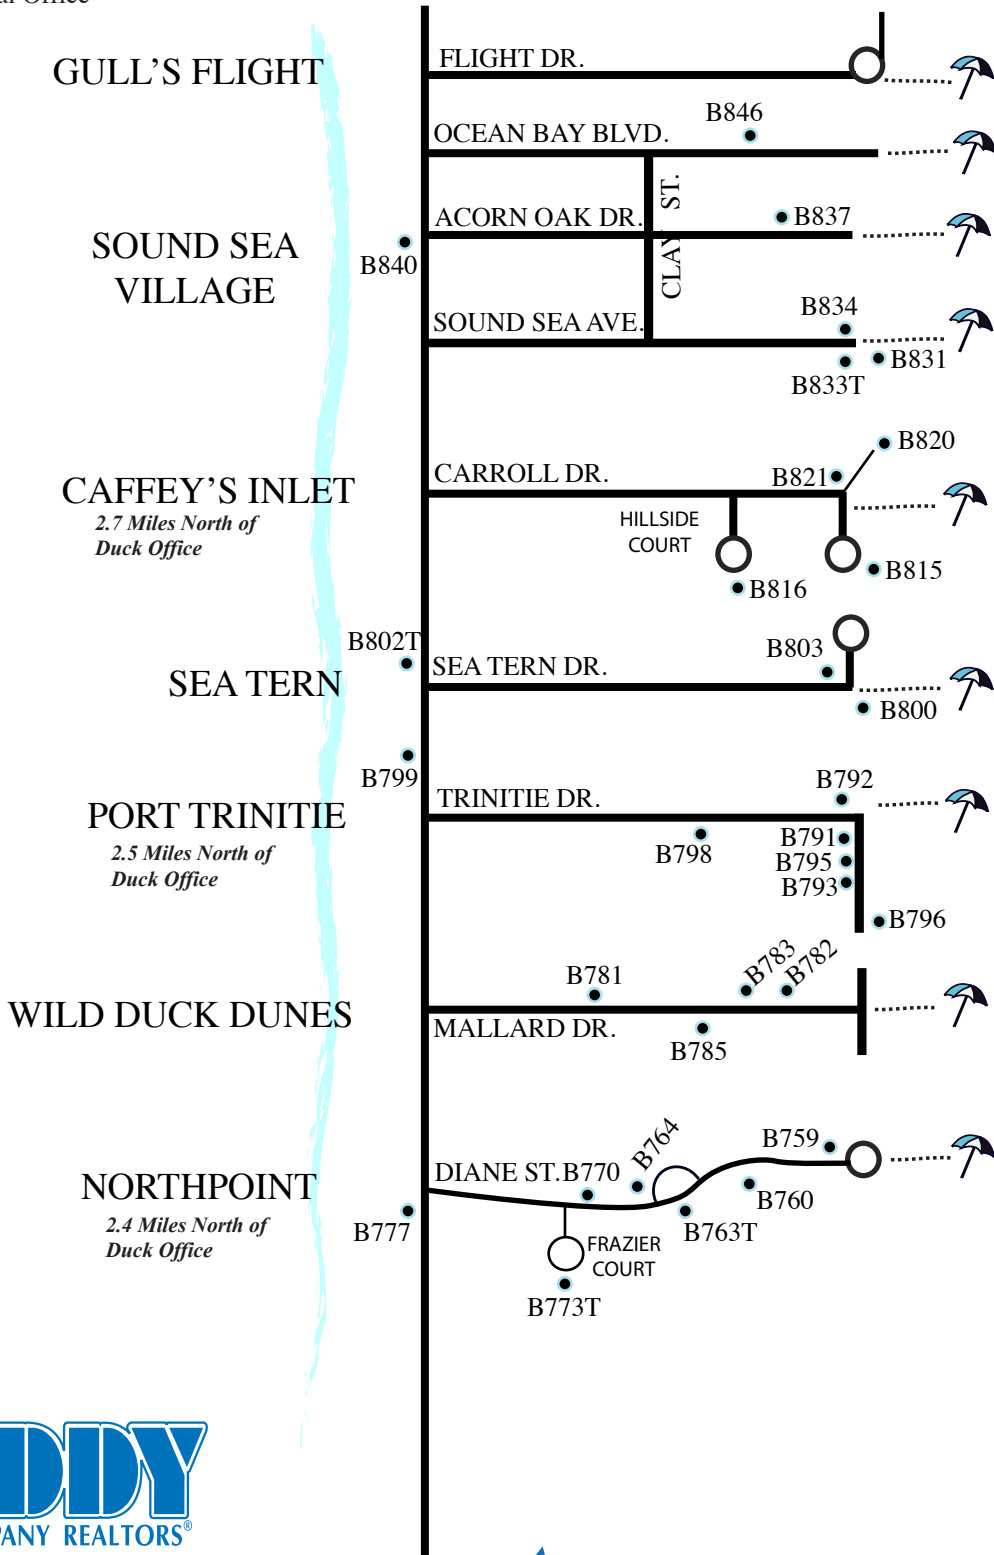 Office
FLIGHT DR.
GULL'S FLIGHT
B846
OCEAN BAY BLVD.
CLAY ST.
ACORN OAK DR.
B837
SOUND SEA
VILLAGE
B840
B834
SOUND SEA AVE.
B831
B833T
B820
CARROLL DR.
B821
CAFFEY'S INLET
2.7 Miles North of
Duck Office
HILLSIDE
COURT
B815
B816
B802T
B803
SEA TERN DR.
SEA TERN
B800
B799
B792
TRINITIE DR.
PORT TRINITIE
2.5 Miles North of
Duck Office
B798
B791
B795
B793
B796
B783
B782
B781
WILD DUCK DUNES
MALLARD DR.
B785
B764
B759
DIANE ST.
B770
NORTHPOINT
2.4 Miles North of
Duck Office
B760
B777
B763T
FRAZIER
COURT
B773T
DDY
PANY REALTORS®